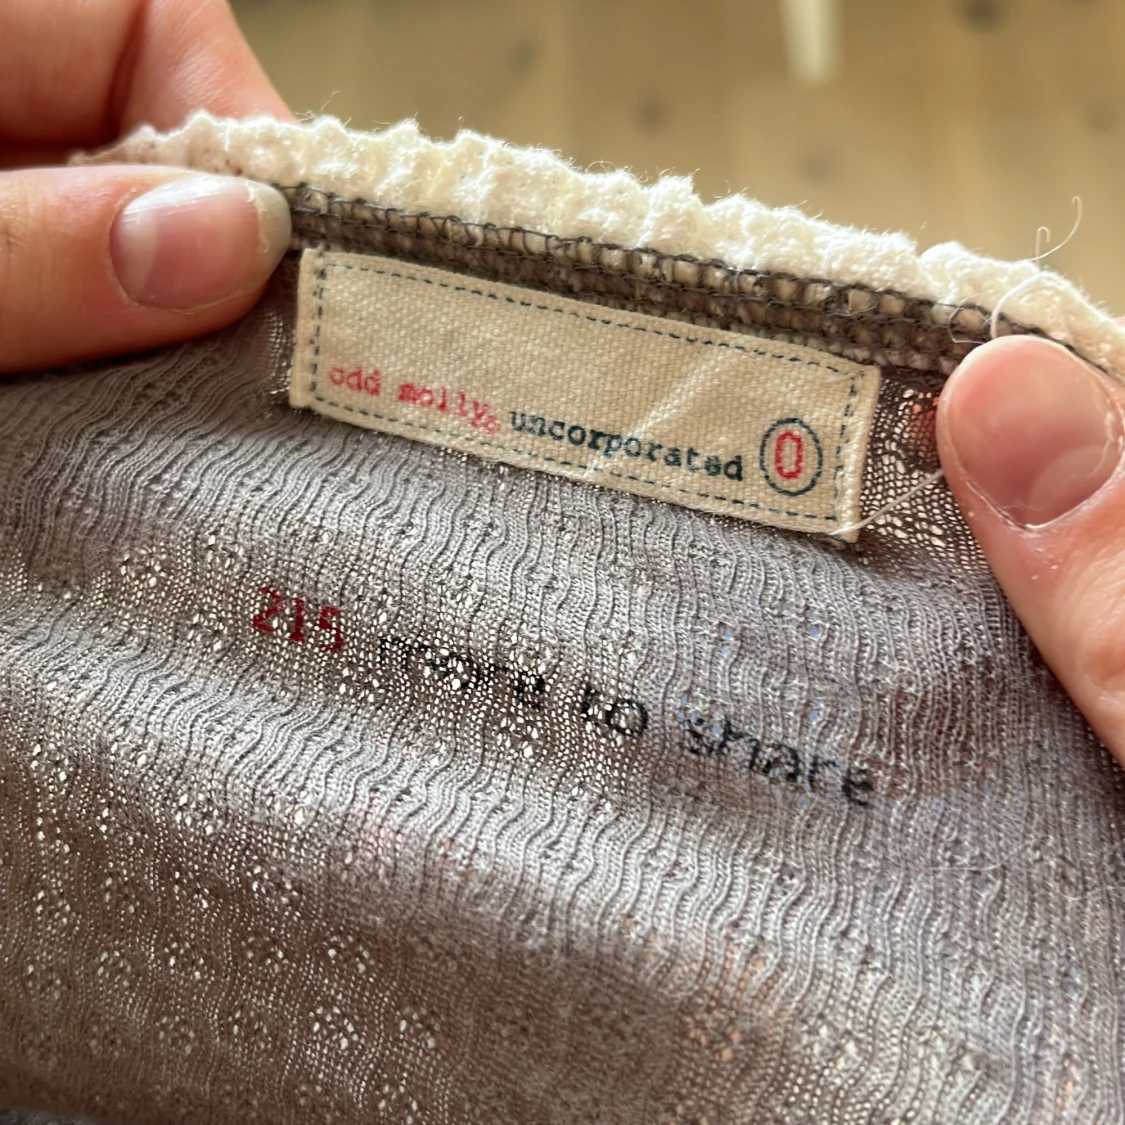 odd molly uncorporated 0
215 more to share